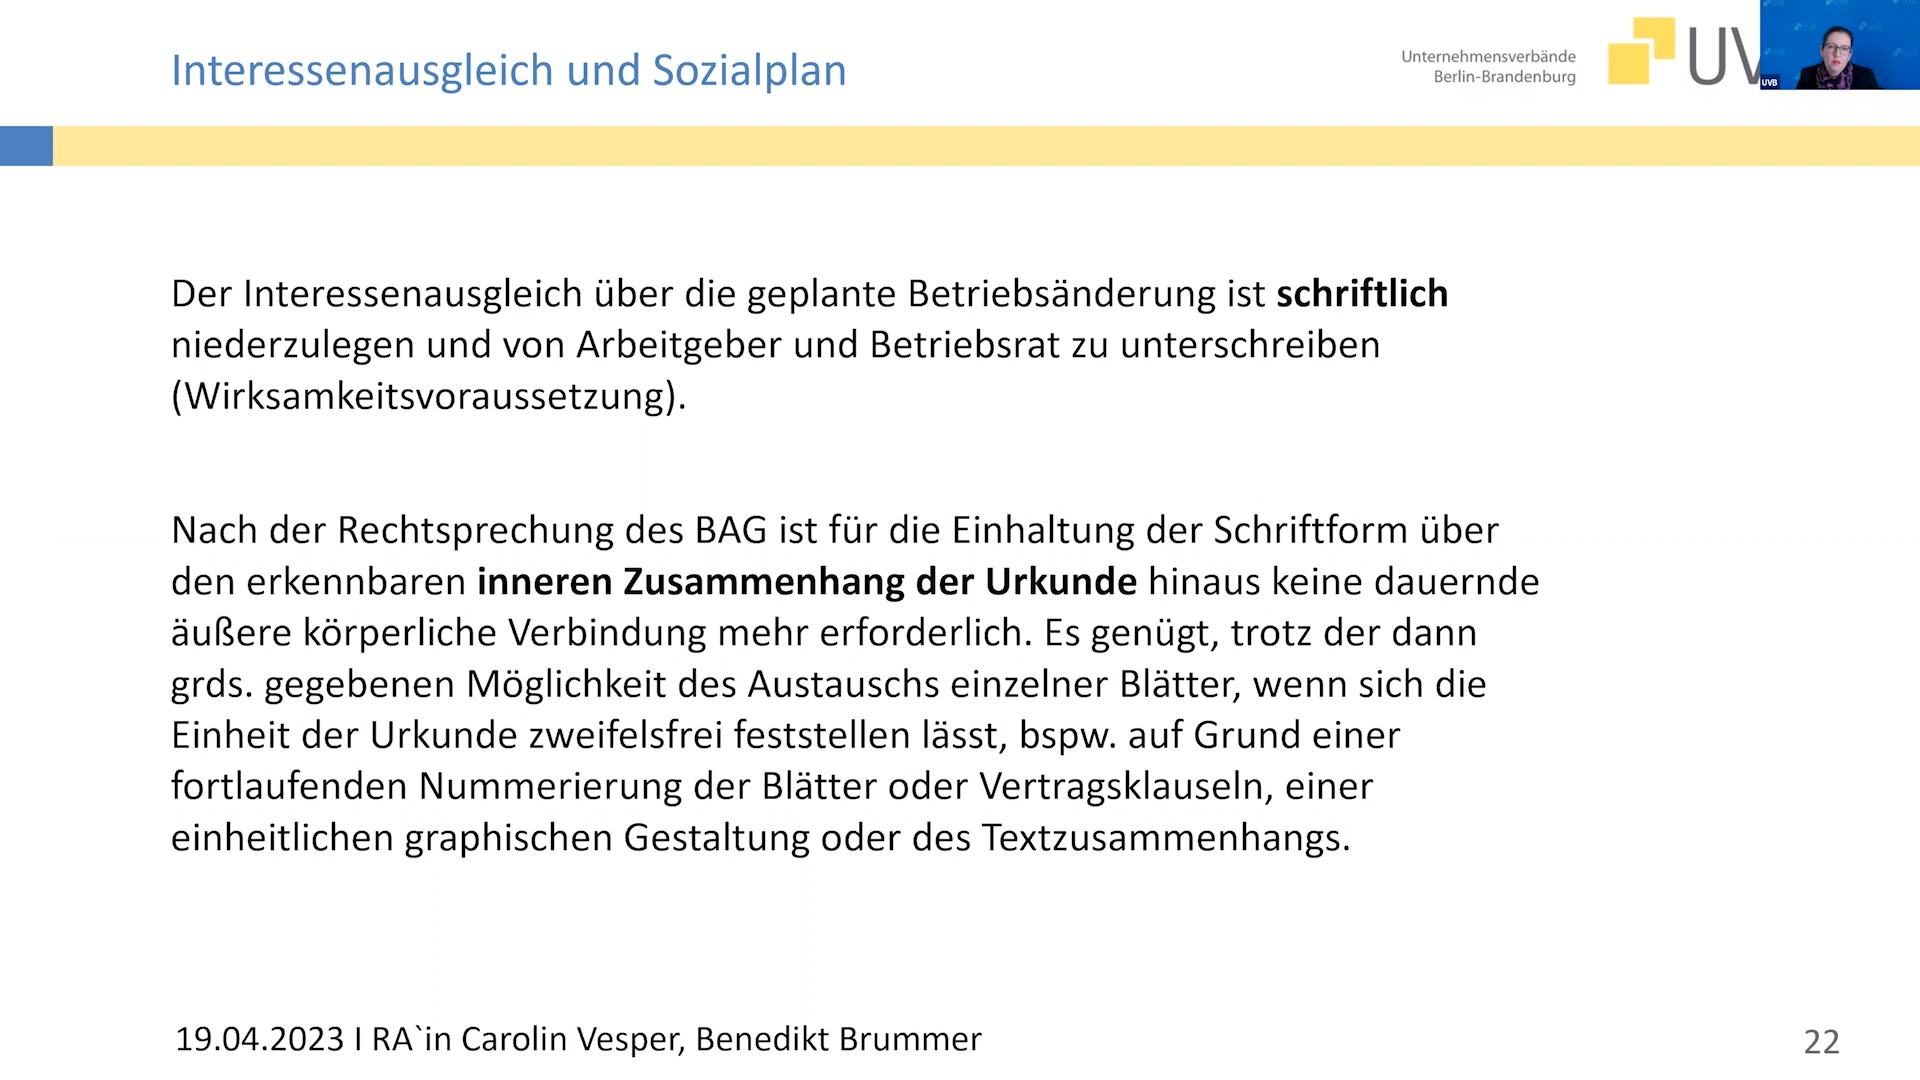 Interessenausgleich und Sozialplan
Unternehmensverbände
Berlin-Brandenburg
UV
UVB
Der Interessenausgleich über die geplante Betriebsänderung ist schriftlich
niederzulegen und von Arbeitgeber und Betriebsrat zu unterschreiben
(Wirksamkeitsvoraussetzung).
Nach der Rechtsprechung des BAG ist für die Einhaltung der Schriftform über
den erkennbaren inneren Zusammenhang der Urkunde hinaus keine dauernde
äußere körperliche Verbindung mehr erforderlich. Es genügt, trotz der dann
grds. gegebenen Möglichkeit des Austauschs einzelner Blätter, wenn sich die
Einheit der Urkunde zweifelsfrei feststellen lässt, bspw. auf Grund einer
fortlaufenden Nummerierung der Blätter oder Vertragsklauseln, einer
einheitlichen graphischen Gestaltung oder des Textzusammenhangs.
19.04.2023 I RA`in Carolin Vesper, Benedikt Brummer
22